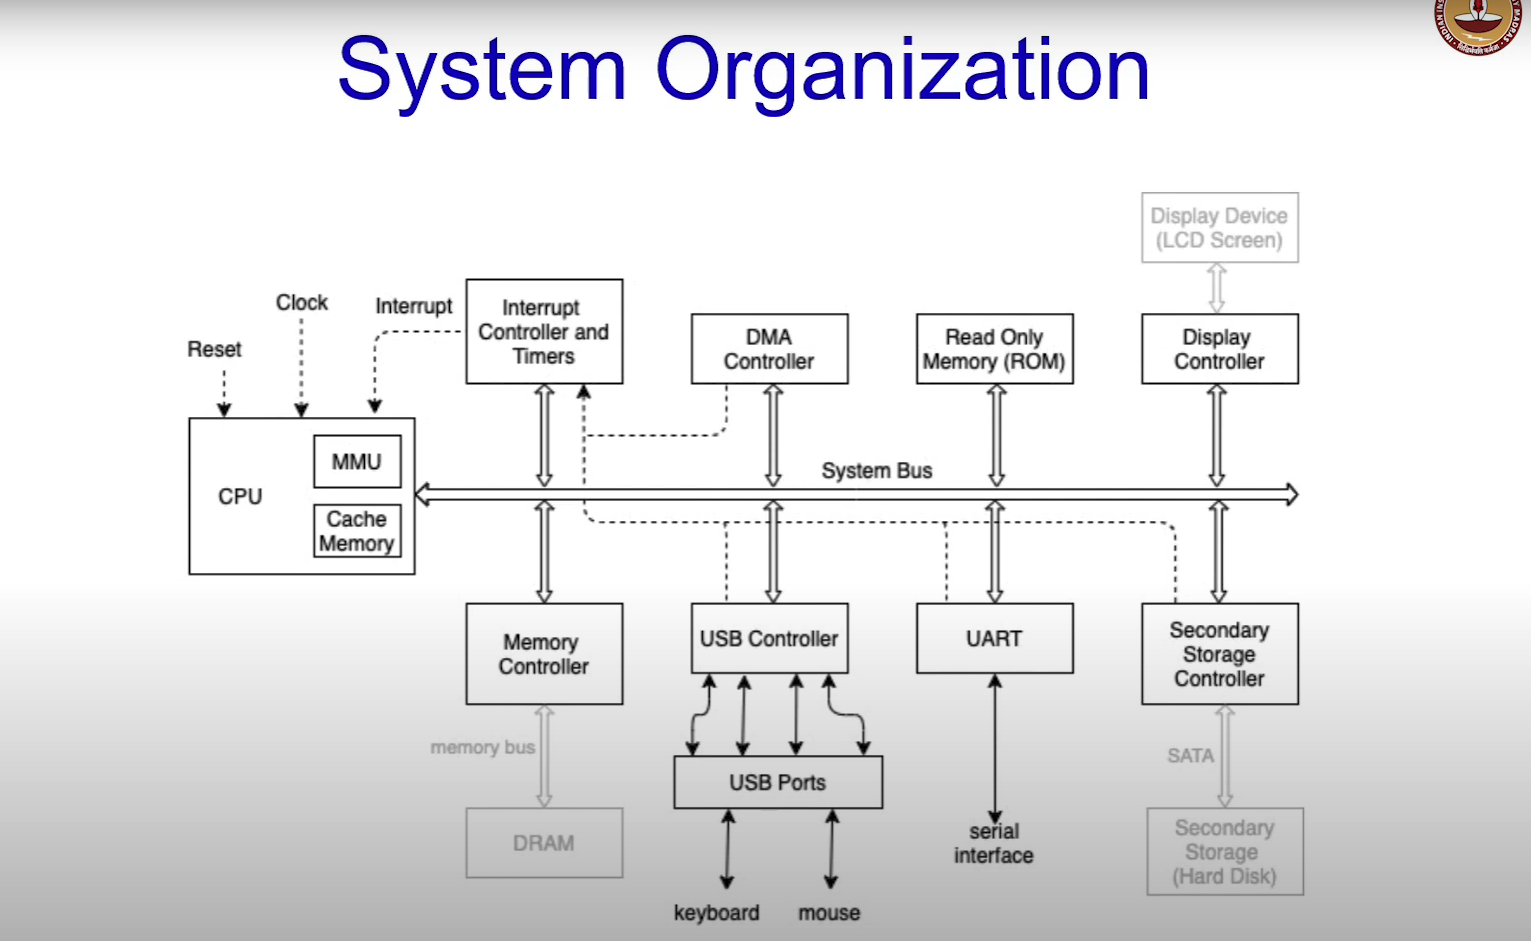 System Organization
Display Device
(LCD Screen)
Clock
Interrupt
Reset
Interrupt
Controller and
Timers
DMA
Controller
Read Only
Memory (ROM)
Display
Controller
CPU
MMU
Cache
Memory
System Bus
Memory
Controller
USB Controller
UART
Secondary
Storage
Controller
memory bus
SATA
USB Ports
DRAM
serial
interface
Secondary
Storage
(Hard Disk)
keyboard
mouse